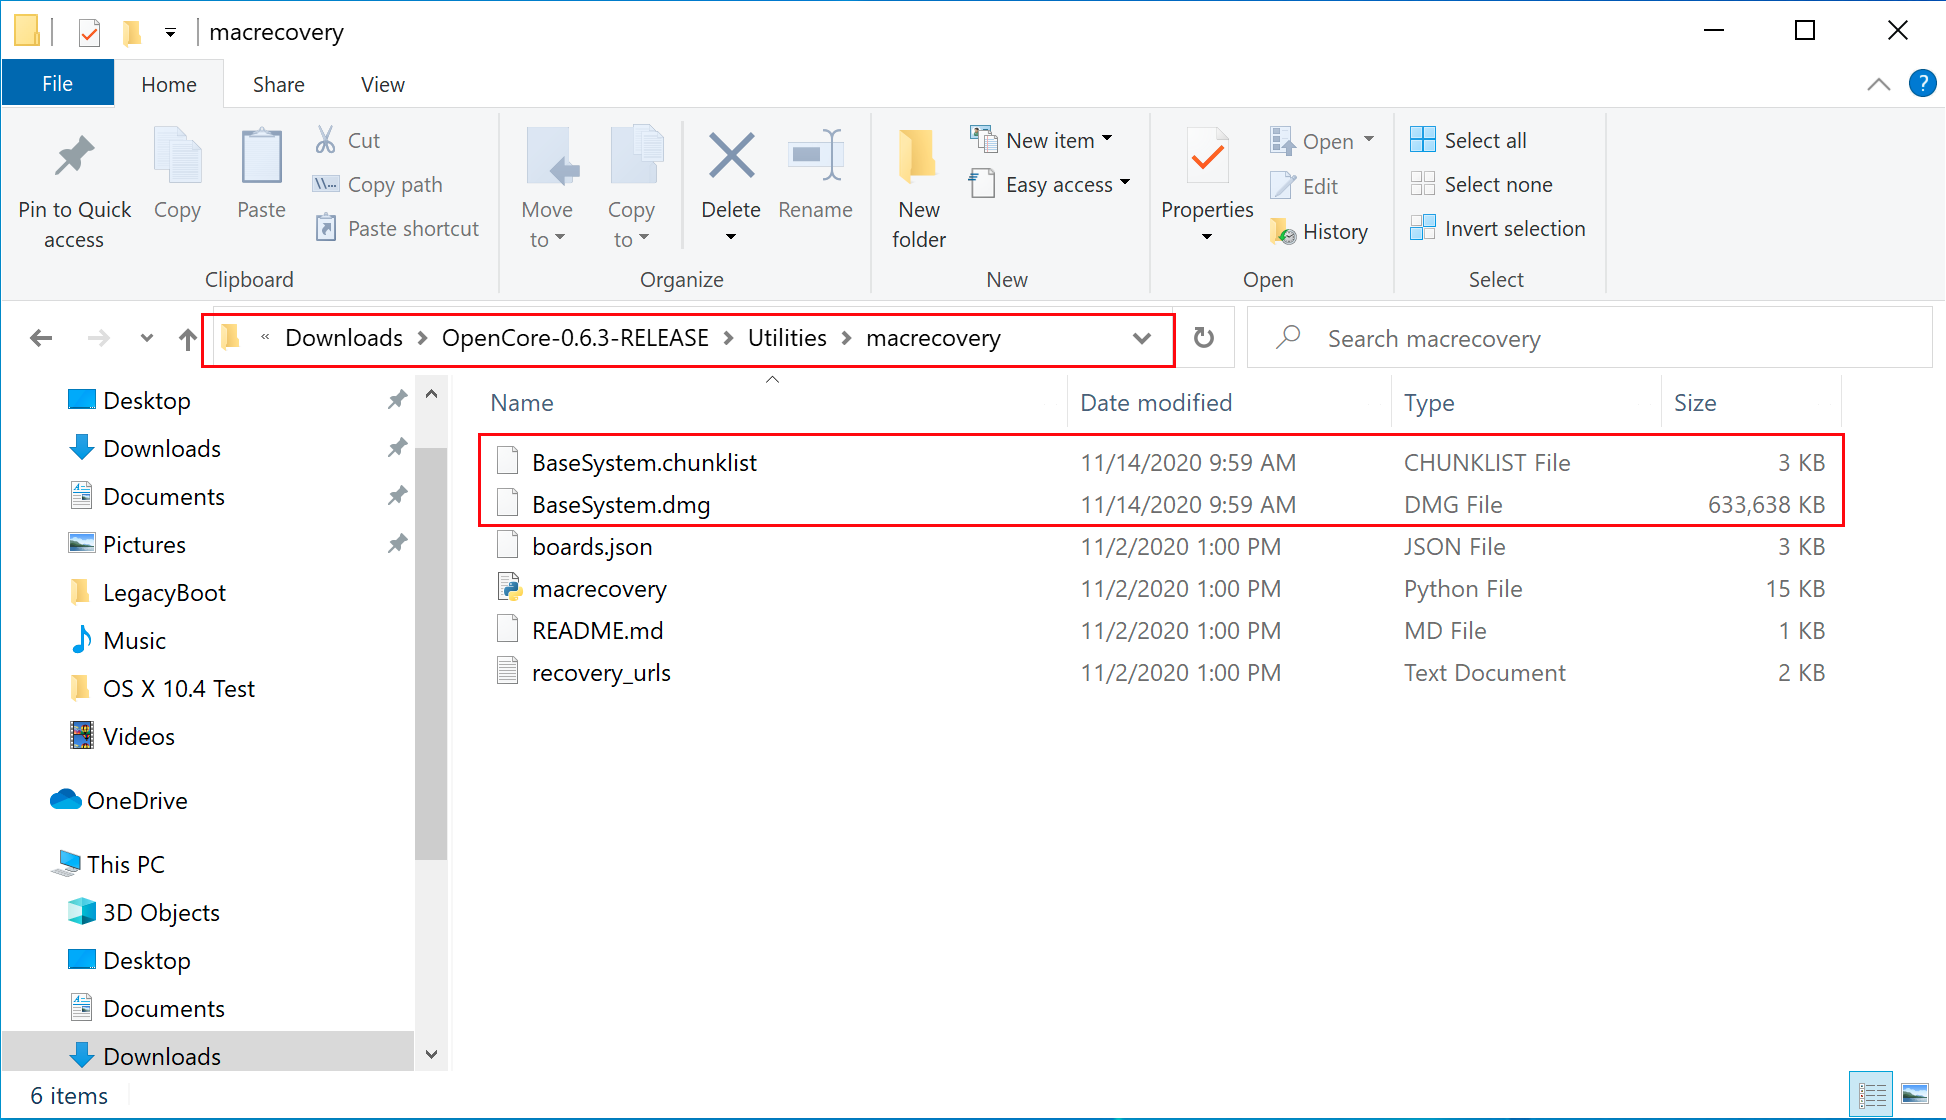 macrecovery
File Home Share View
?
Pin to Quick access
Copy
Paste
Cut
Copy path
Paste shortcut
Clipboard
Move to
Copy to
Delete
Rename
Organize
New folder
New item
Easy access
New
Properties
Open
Edit
History
Open
Select all
Select none
Invert selection
Select
« Downloads > OpenCore-0.6.3-RELEASE > Utilities > macrecovery
Search macrecovery
Desktop
Downloads
Documents
Pictures
LegacyBoot
Music
OS X 10.4 Test
Videos
OneDrive
This PC
3D Objects
Desktop
Documents
Downloads
Name Date modified Type Size
BaseSystem.chunklist 11/14/2020 9:59 AM CHUNKLIST File 3 KB
BaseSystem.dmg 11/14/2020 9:59 AM DMG File 633,638 KB
boards.json 11/2/2020 1:00 PM JSON File 3 KB
macrecovery 11/2/2020 1:00 PM Python File 15 KB
README.md 11/2/2020 1:00 PM MD File 1 KB
recovery_urls 11/2/2020 1:00 PM Text Document 2 KB
6 items